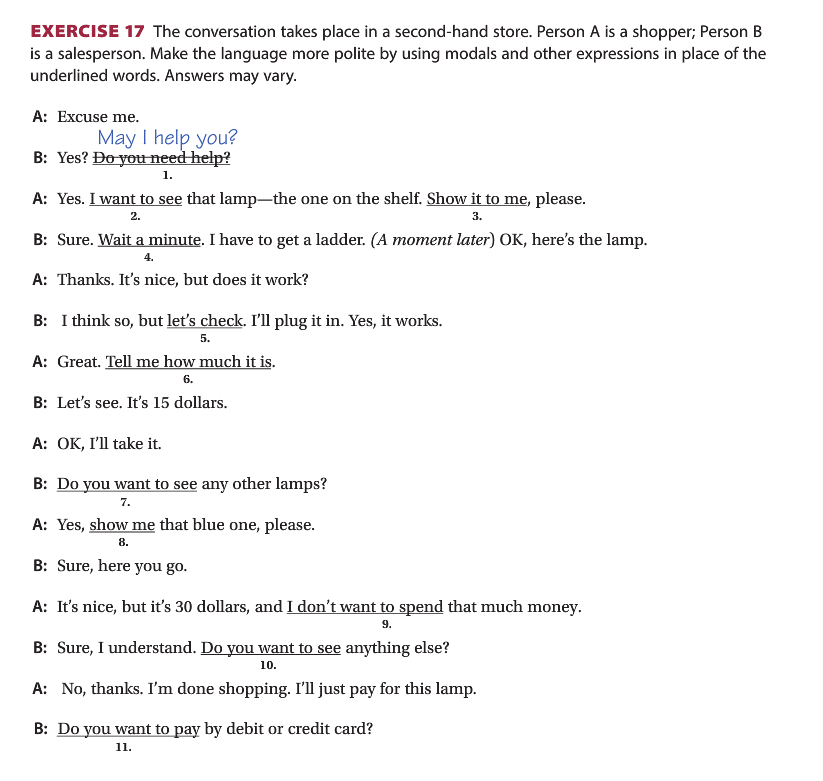 EXERCISE 17 The conversation takes place in a second-hand store. Person A is a shopper; Person B
is a salesperson. Make the language more polite by using modals and other expressions in place of the
underlined words. Answers may vary.
A: Excuse me.
May I help you?
B: Yes? Do you need help?
1.
A: Yes. I want to see that lamp—the one on the shelf. Show it to me, please.
2. 3.
B: Sure. Wait a minute. I have to get a ladder. (A moment later) OK, here's the lamp.
4.
A: Thanks. It's nice, but does it work?
B: I think so, but let's check. I'll plug it in. Yes, it works.
5.
A: Great. Tell me how much it is.
6.
B: Let's see. It's 15 dollars.
A: OK, I'll take it.
B: Do you want to see any other lamps?
7.
A: Yes, show me that blue one, please.
8.
B: Sure, here you go.
A: It's nice, but it's 30 dollars, and I don't want to spend that much money.
9.
B: Sure, I understand. Do you want to see anything else?
10.
A: No, thanks. I'm done shopping. I'll just pay for this lamp.
B: Do you want to pay by debit or credit card?
11.